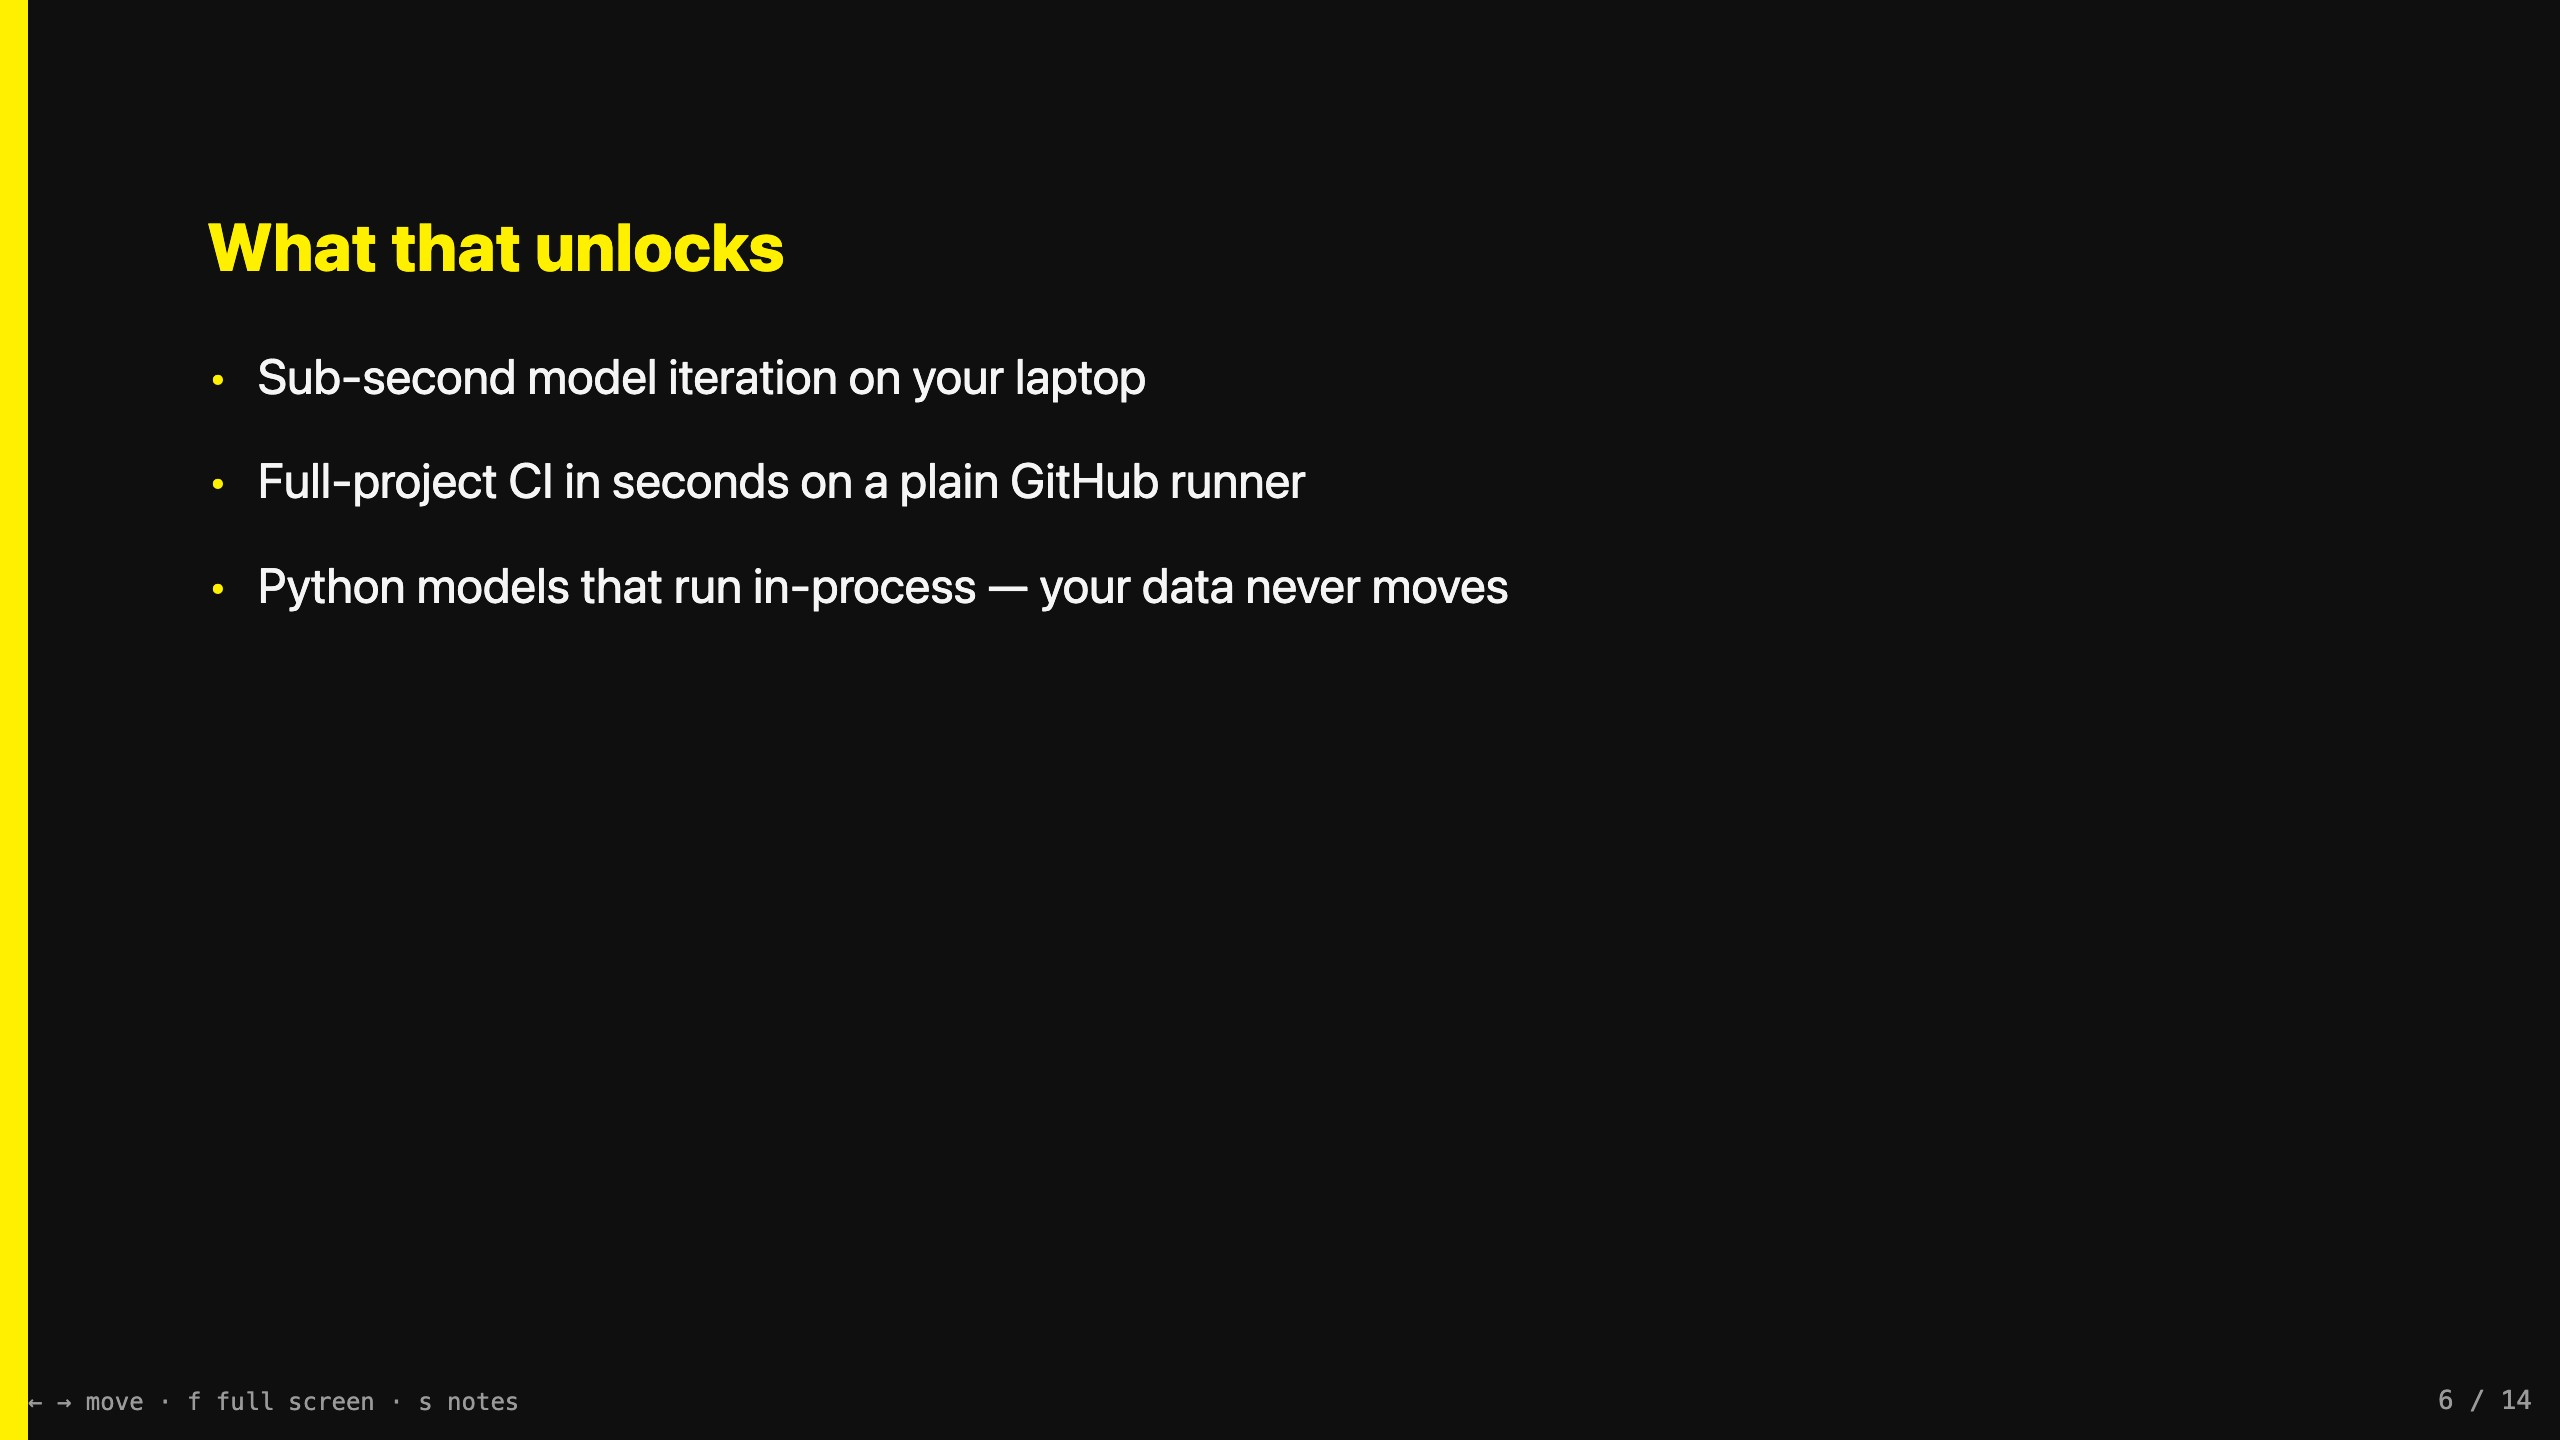 What that unlocks
• Sub-second model iteration on your laptop
• Full-project CI in seconds on a plain GitHub runner
• Python models that run in-process — your data never moves
← → move · f full screen · s notes
6 / 14